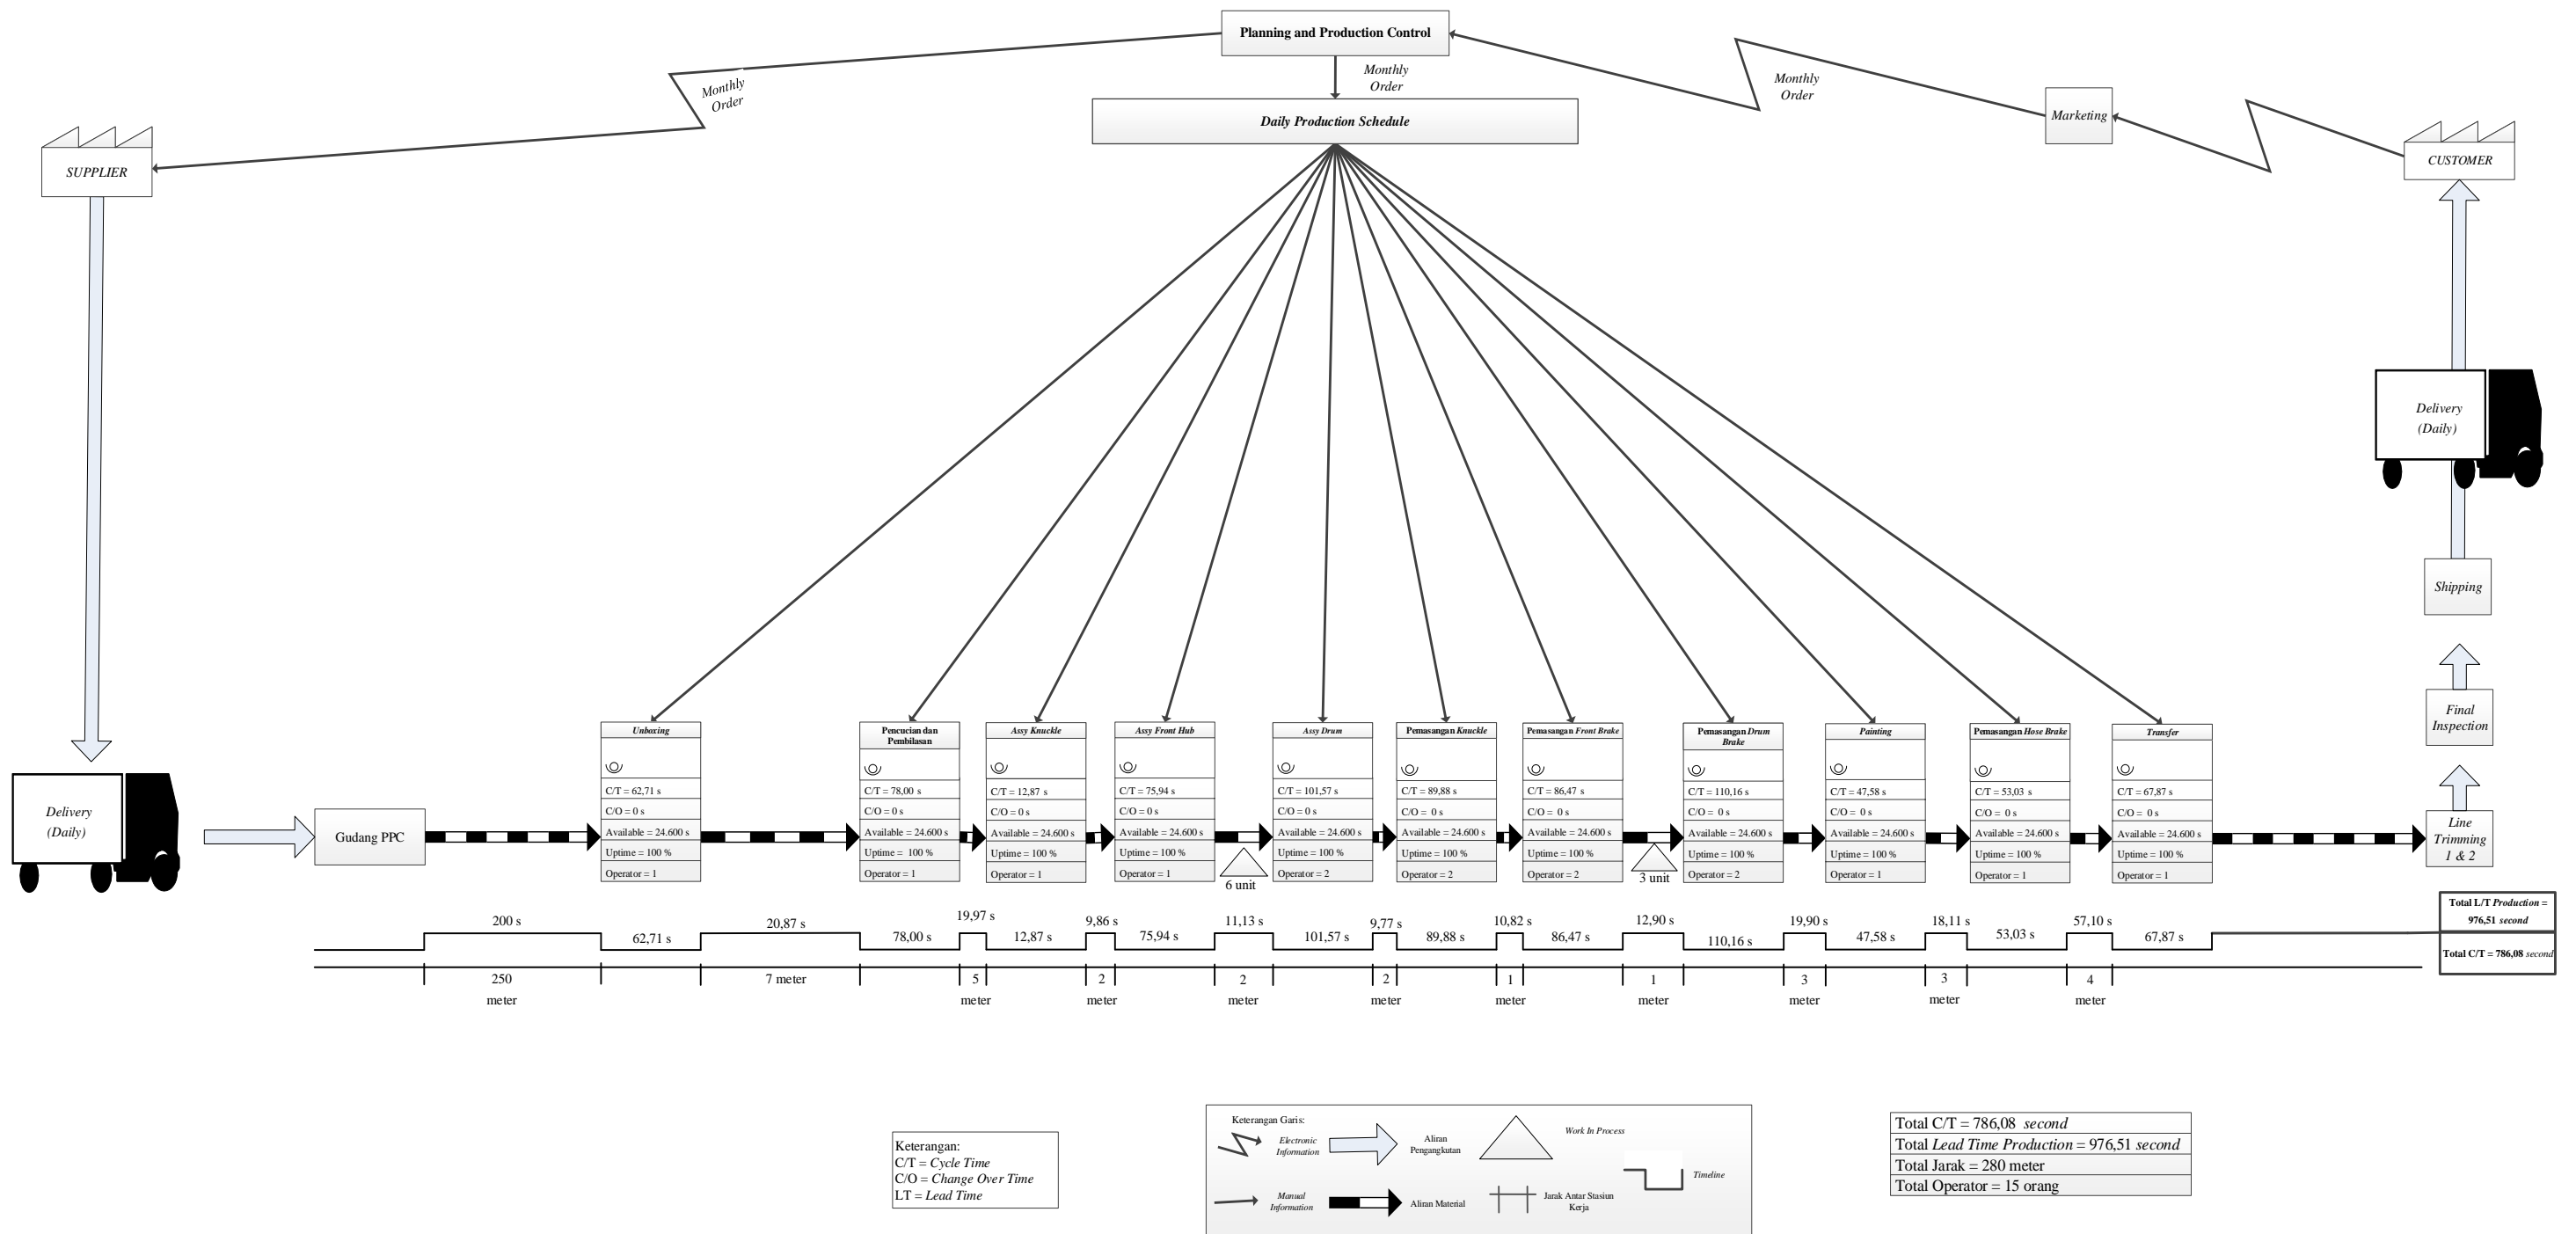 Planning and Production Control
Monthly
Order
Monthly
Order
Monthly
Order
Daily Production Schedule
Marketing
SUPPLIER
CUSTOMER
Delivery
(Daily)
Shipping
Final
Inspection
Line
Trimming
1 & 2
Delivery
(Daily)
Gudang PPC
Unboxing
C/T = 62,71 s
C/O = 0 s
Available = 24.600 s
Uptime = 100 %
Operator = 1
Pencucian dan
Pembilasan
C/T = 78,00 s
C/O = 0 s
Available = 24.600 s
Uptime = 100 %
Operator = 1
Assy Knuckle
C/T = 12,87 s
C/O = 0 s
Available = 24.600 s
Uptime = 100 %
Operator = 1
Assy Front Hub
C/T = 75,94 s
C/O = 0 s
Available = 24.600 s
Uptime = 100 %
Operator = 1
6 unit
Assy Drum
C/T = 101,57 s
C/O = 0 s
Available = 24.600 s
Uptime = 100 %
Operator = 2
Pemasangan Knuckle
C/T = 89,88 s
C/O = 0 s
Available = 24.600 s
Uptime = 100 %
Operator = 2
Pemasangan Front Brake
C/T = 86,47 s
C/O = 0 s
Available = 24.600 s
Uptime = 100 %
Operator = 2
3 unit
Pemasangan Drum
Brake
C/T = 110,16 s
C/O = 0 s
Available = 24.600 s
Uptime = 100 %
Operator = 2
Painting
C/T = 47,58 s
C/O = 0 s
Available = 24.600 s
Uptime = 100 %
Operator = 1
Pemasangan Hose Brake
C/T = 53,03 s
C/O = 0 s
Available = 24.600 s
Uptime = 100 %
Operator = 1
Transfer
C/T = 67,87 s
C/O = 0 s
Available = 24.600 s
Uptime = 100 %
Operator = 1
200 s
62,71 s
20,87 s
78,00 s
19,97 s
12,87 s
9,86 s
75,94 s
11,13 s
101,57 s
9,77 s
89,88 s
10,82 s
86,47 s
12,90 s
110,16 s
19,90 s
47,58 s
18,11 s
53,03 s
57,10 s
67,87 s
Total L/T Production =
976,51 second
Total C/T = 786,08 second
250
meter
7 meter
5
meter
2
meter
2
meter
2
meter
1
meter
1
meter
3
meter
3
meter
4
meter
Keterangan:
C/T = Cycle Time
C/O = Change Over Time
LT = Lead Time
Keterangan Garis:
Electronic
Information
Aliran
Pengangkutan
Work In Process
Timeline
Manual
Information
Aliran Material
Jarak Antar Stasiun
Kerja
Total C/T = 786,08 second
Total Lead Time Production = 976,51 second
Total Jarak = 280 meter
Total Operator = 15 orang